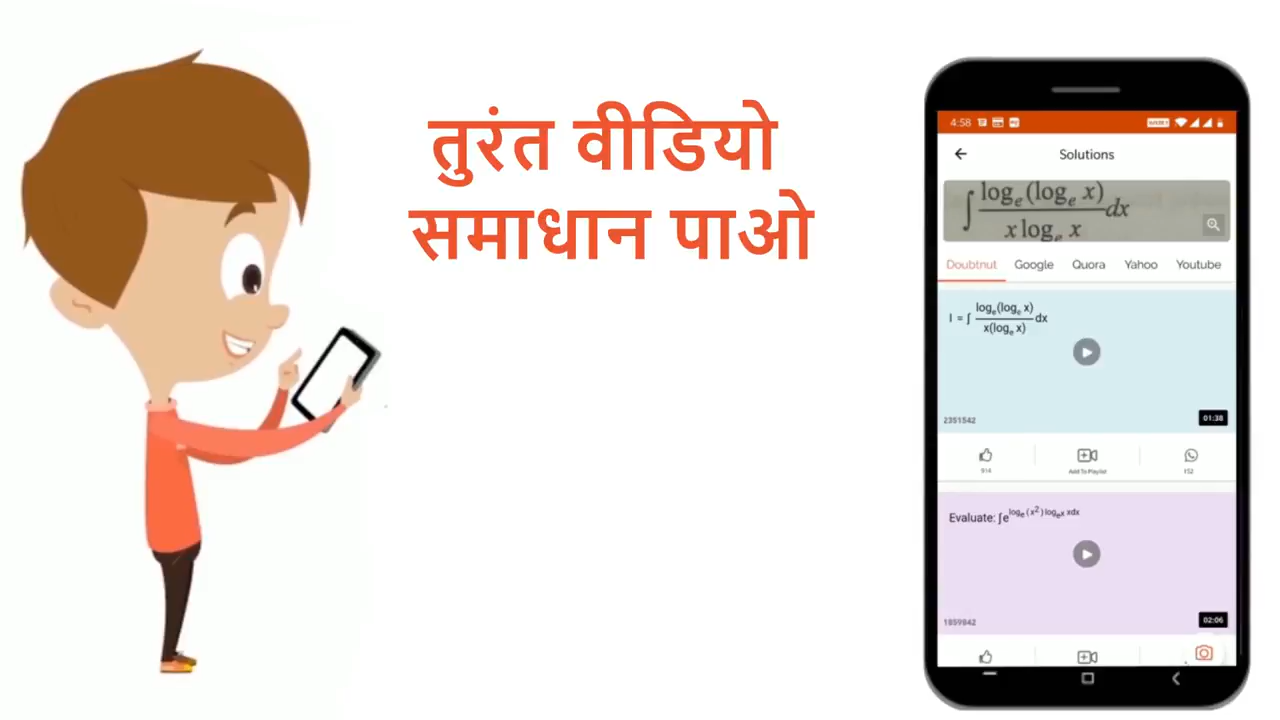 तुरंत वीडियो
समाधान पाओ
4:58
Solutions
∫ logₑ(logₑ x) / x logₑ x dx
Doubtnut Google Quora Yahoo Youtube
I = ∫ logₑ(logₑ x) / x(logₑ x) dx
2351542
01:38
914
Add To Playlist
152
Evaluate: ∫e^logₑ(x²)logₑx xdx
1859842
02:06